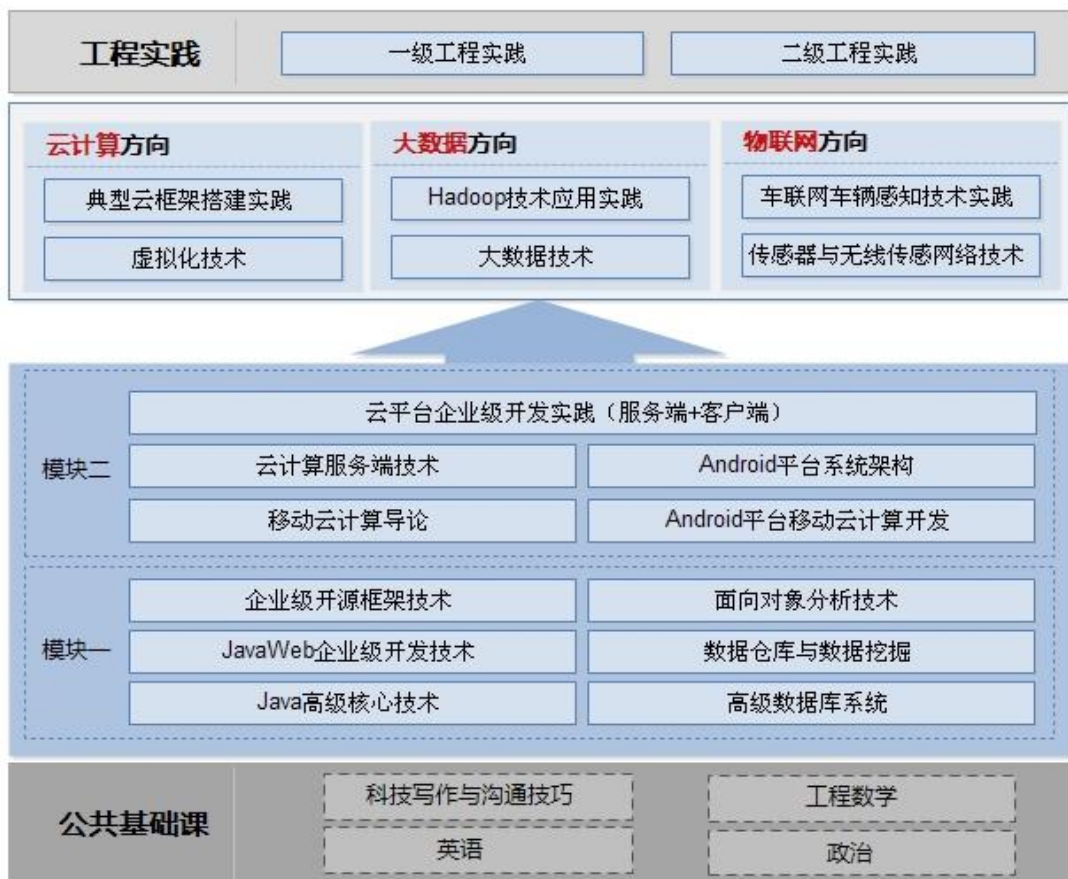 工程实践
一级工程实践
二级工程实践
云计算方向
大数据方向
物联网方向
典型云框架搭建实践
Hadoop技术应用实践
车联网车辆感知技术实践
虚拟化技术
大数据技术
传感器与无线传感网络技术
云平台企业级开发实践（服务端+客户端）
模块二
云计算服务端技术
Android平台系统架构
移动云计算导论
Android平台移动云计算开发
企业级开源框架技术
面向对象分析技术
模块一
JavaWeb企业级开发技术
数据仓库与数据挖掘
Java高级核心技术
高级数据库系统
公共基础课
科技写作与沟通技巧
工程数学
英语
政治